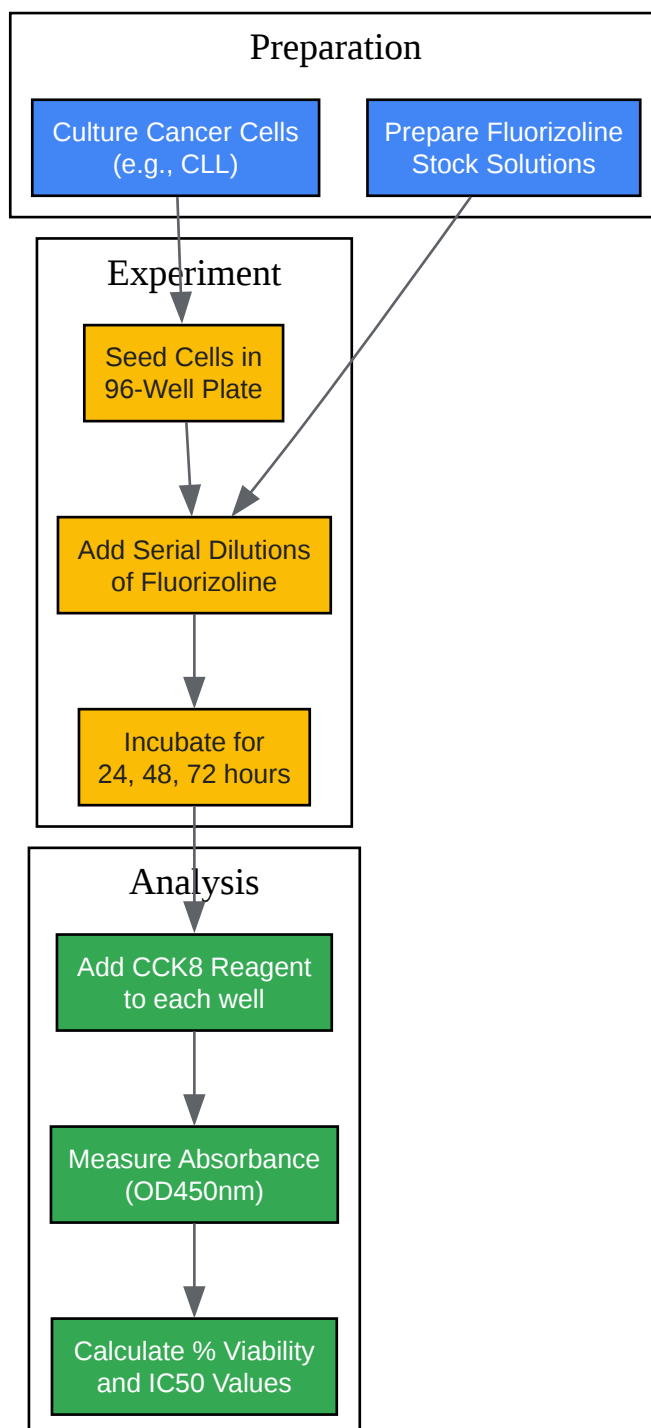 Preparation
Culture Cancer Cells
(e.g., CLL)
Prepare Fluorizoline
Stock Solutions
Experiment
Seed Cells in
96-Well Plate
Add Serial Dilutions
of Fluorizoline
Incubate for
24, 48, 72 hours
Analysis
Add CCK8 Reagent
to each well
Measure Absorbance
(OD450nm)
Calculate % Viability
and IC50 Values